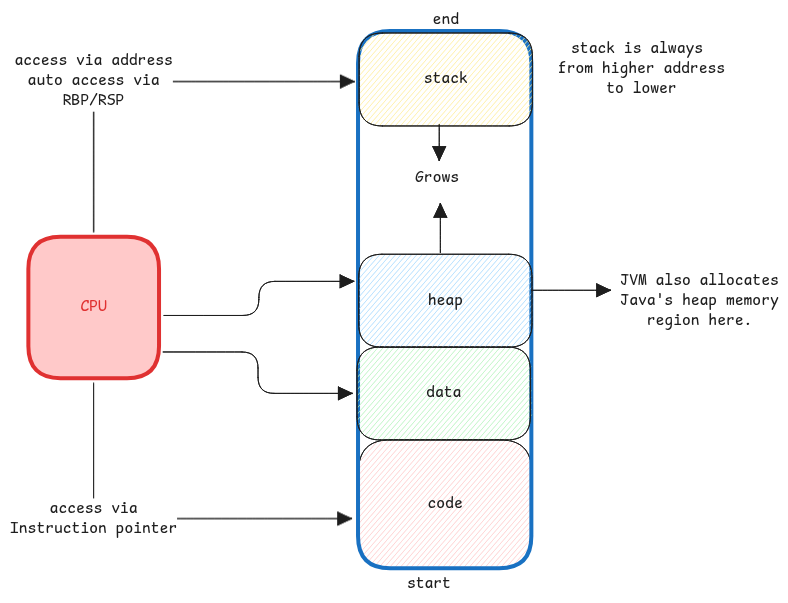 end
access via address
auto access via
RBP/RSP
stack
stack is always
from higher address
to lower
Grows
CPU
heap
JVM also allocates
Java's heap memory
region here.
data
code
access via
Instruction pointer
start